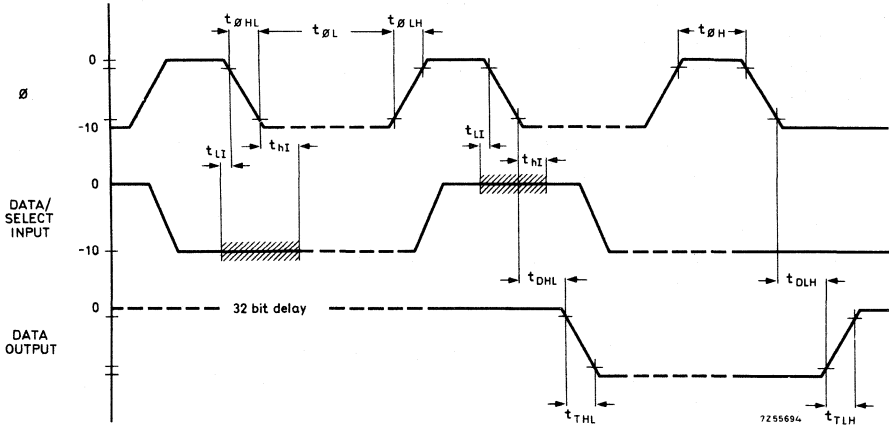 tØHL
tØL
tØLH
tØH
0
Ø
-10
tLI
thI
tLI
thI
0
DATA/
SELECT
INPUT
-10
tDHL
tDLH
0
32 bit delay
DATA
OUTPUT
tTHL
7Z55694
tTLH